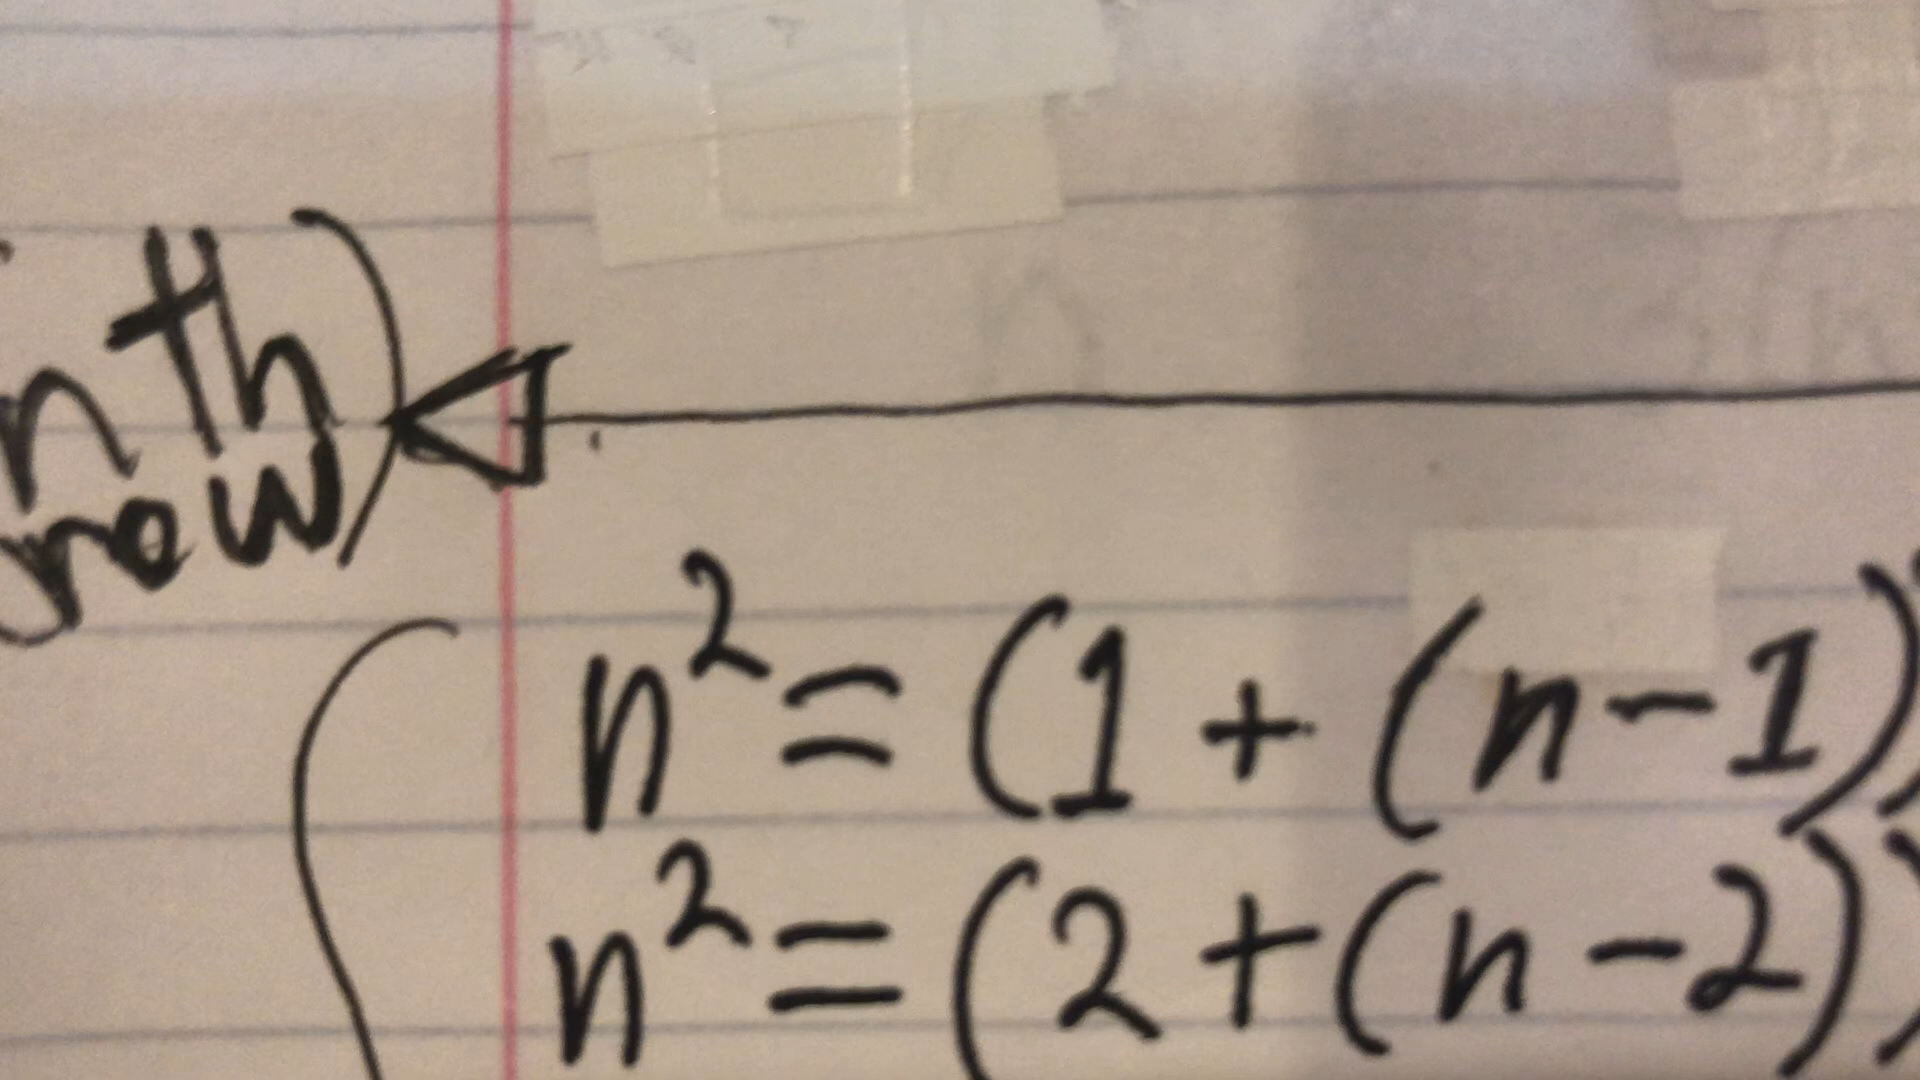 nth
row)
n² = (1 + (n - 1))
n² = (2 + (n - 2))